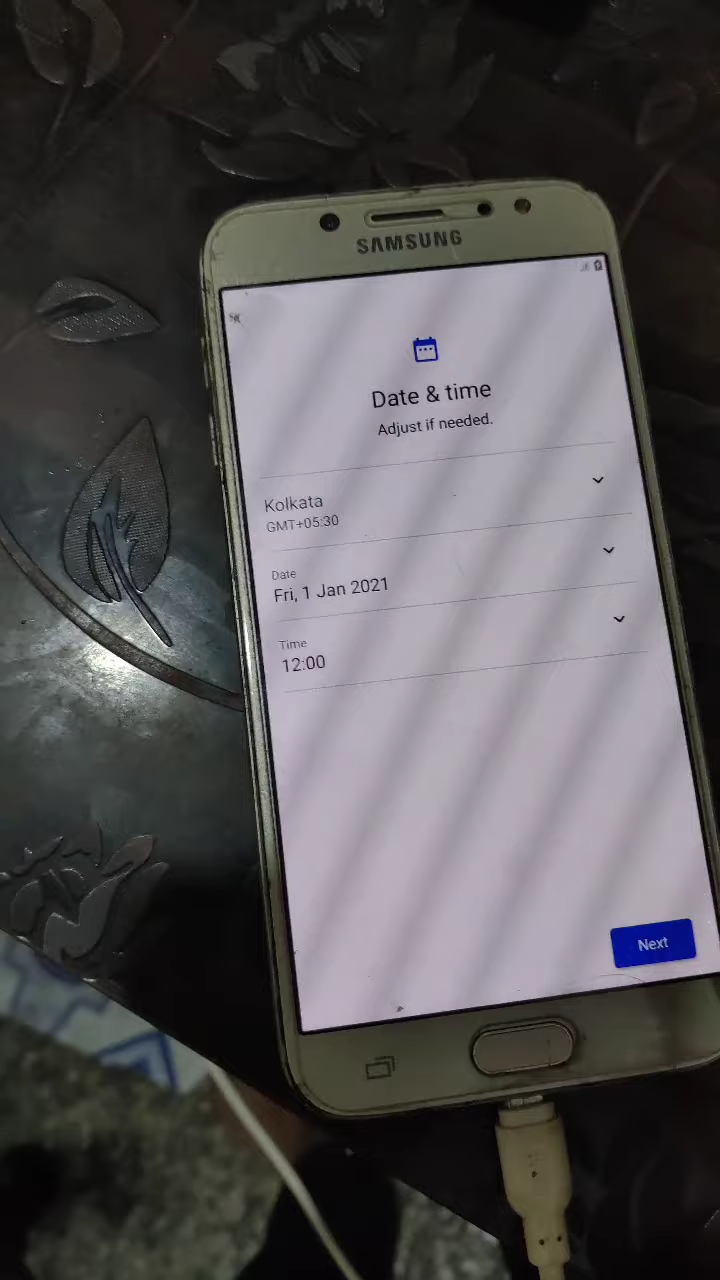 SAMSUNG
Date & time
Adjust if needed.
Kolkata
GMT+05:30
Date
Fri, 1 Jan 2021
Time
12:00
Next